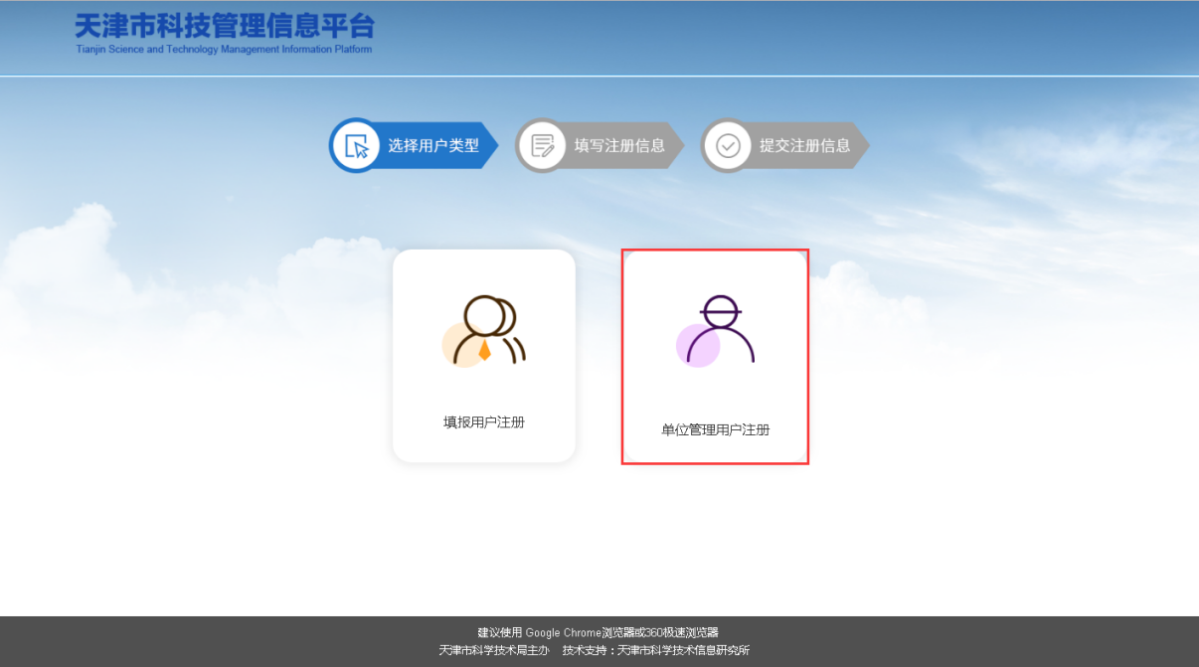 天津市科技管理信息平台
Tianjin Science and Technology Management Information Platform
选择用户类型
填写注册信息
提交注册信息
填报用户注册
单位管理用户注册
建议使用 Google Chrome浏览器或360极速浏览器
天津市科学技术局主办 技术支持：天津市科学技术信息研究所